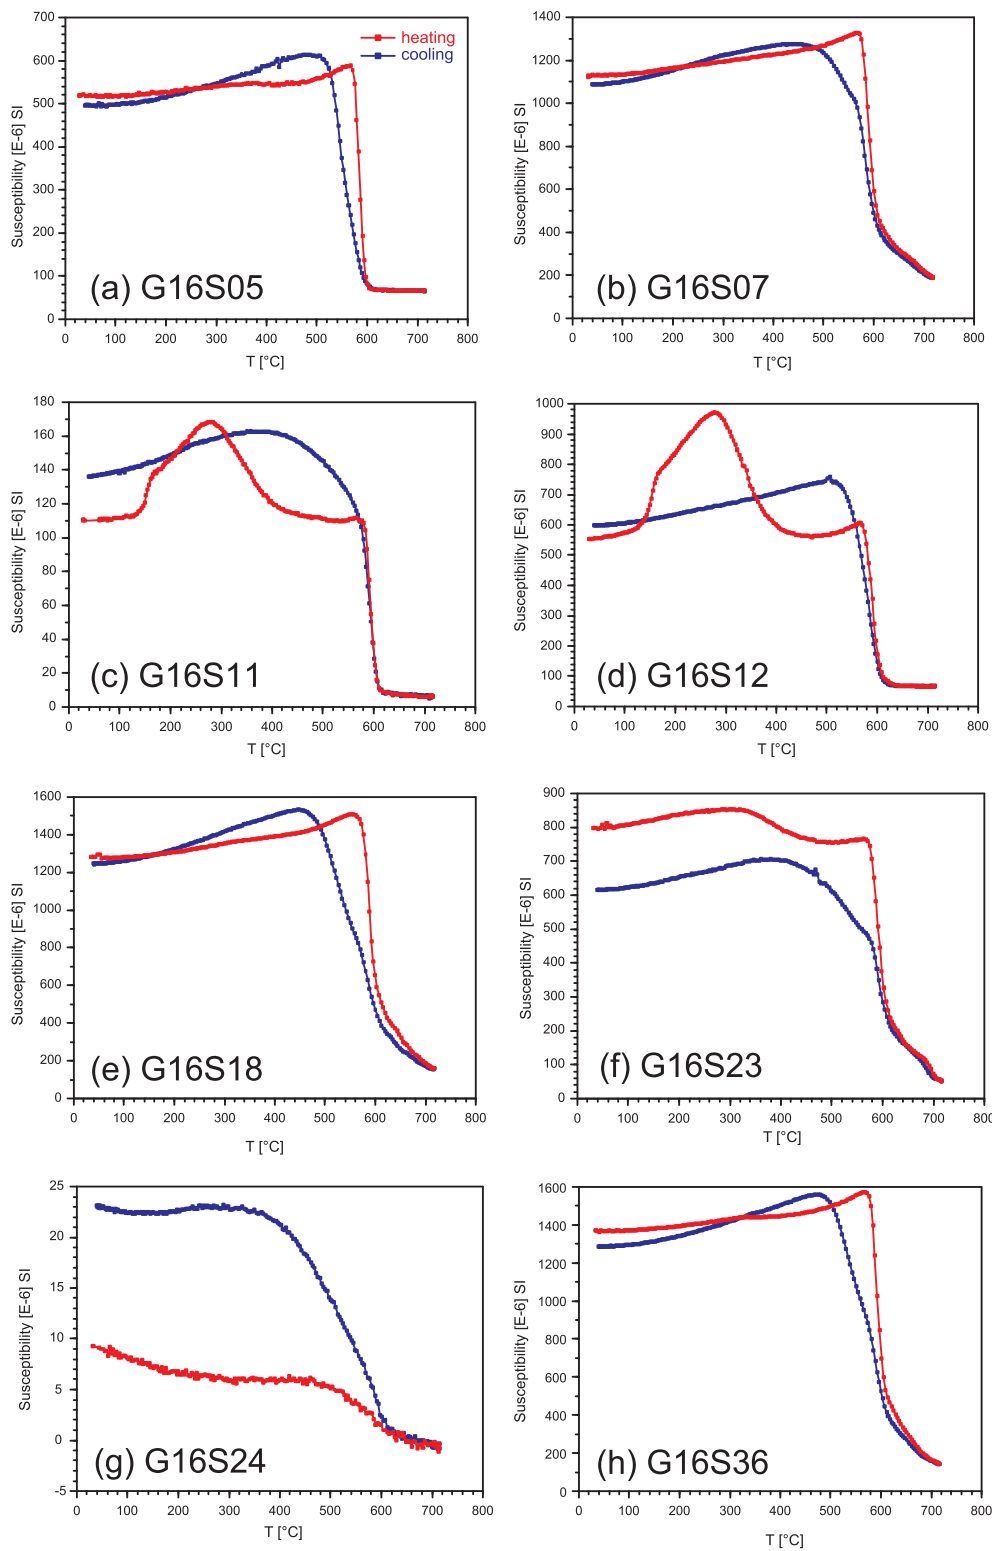 700
600
500
400
300
200
100
0
Susceptibility [E-6] SI
heating
cooling
(a) G16S05
0 100 200 300 400 500 600 700 800
T [°C]
1400
1200
1000
800
600
400
200
0
Susceptibility [E-6] SI
(b) G16S07
0 100 200 300 400 500 600 700 800
T [°C]
180
160
140
120
100
80
60
40
20
0
Susceptibility [E-6] SI
(c) G16S11
0 100 200 300 400 500 600 700 800
T [°C]
1000
900
800
700
600
500
400
300
200
100
0
Susceptibility [E-6] SI
(d) G16S12
0 100 200 300 400 500 600 700 800
T [°C]
1600
1400
1200
1000
800
600
400
200
0
Susceptibility [E-6] SI
(e) G16S18
0 100 200 300 400 500 600 700 800
T [°C]
900
800
700
600
500
400
300
200
100
0
Susceptibility [E-6] SI
(f) G16S23
0 100 200 300 400 500 600 700 800
T [°C]
25
20
15
10
5
0
-5
Susceptibility [E-6] SI
(g) G16S24
0 100 200 300 400 500 600 700 800
T [°C]
1600
1400
1200
1000
800
600
400
200
0
Susceptibility [E-6] SI
(h) G16S36
0 100 200 300 400 500 600 700 800
T [°C]